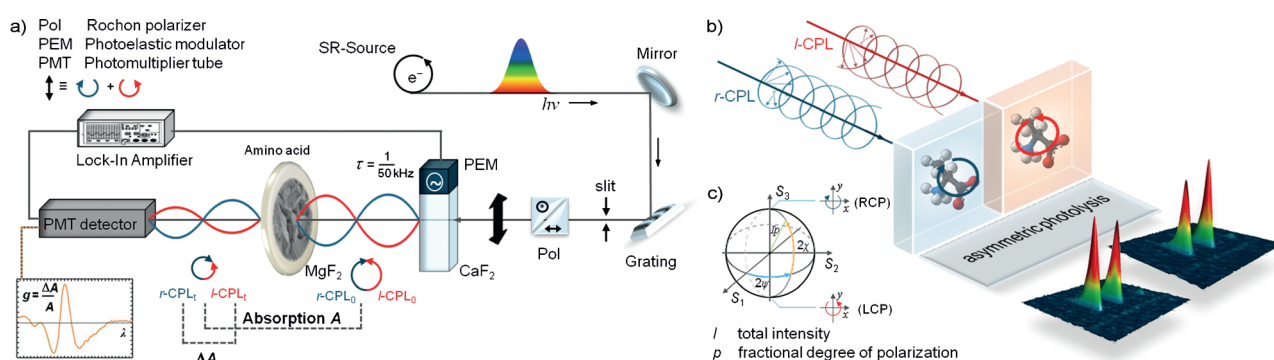 a)
Pol Rochon polarizer
PEM Photoelastic modulator
PMT Photomultiplier tube
≡ +
Lock-In Amplifier
SR-Source
e⁻
hν
Mirror
Amino acid
τ = 1/50 kHz
PEM
PMT detector
slit
MgF₂
CaF₂
Pol
Grating
r-CPLₜ l-CPLₜ
r-CPL₀ l-CPL₀
g = ΔA/A
λ
Absorption A
ΔA
b)
l-CPL
r-CPL
asymmetric photolysis
c)
S₃
y
x
(RCP)
Ip
2χ
S₂
2ψ
S₁
y
x
(LCP)
I total intensity
p fractional degree of polarization